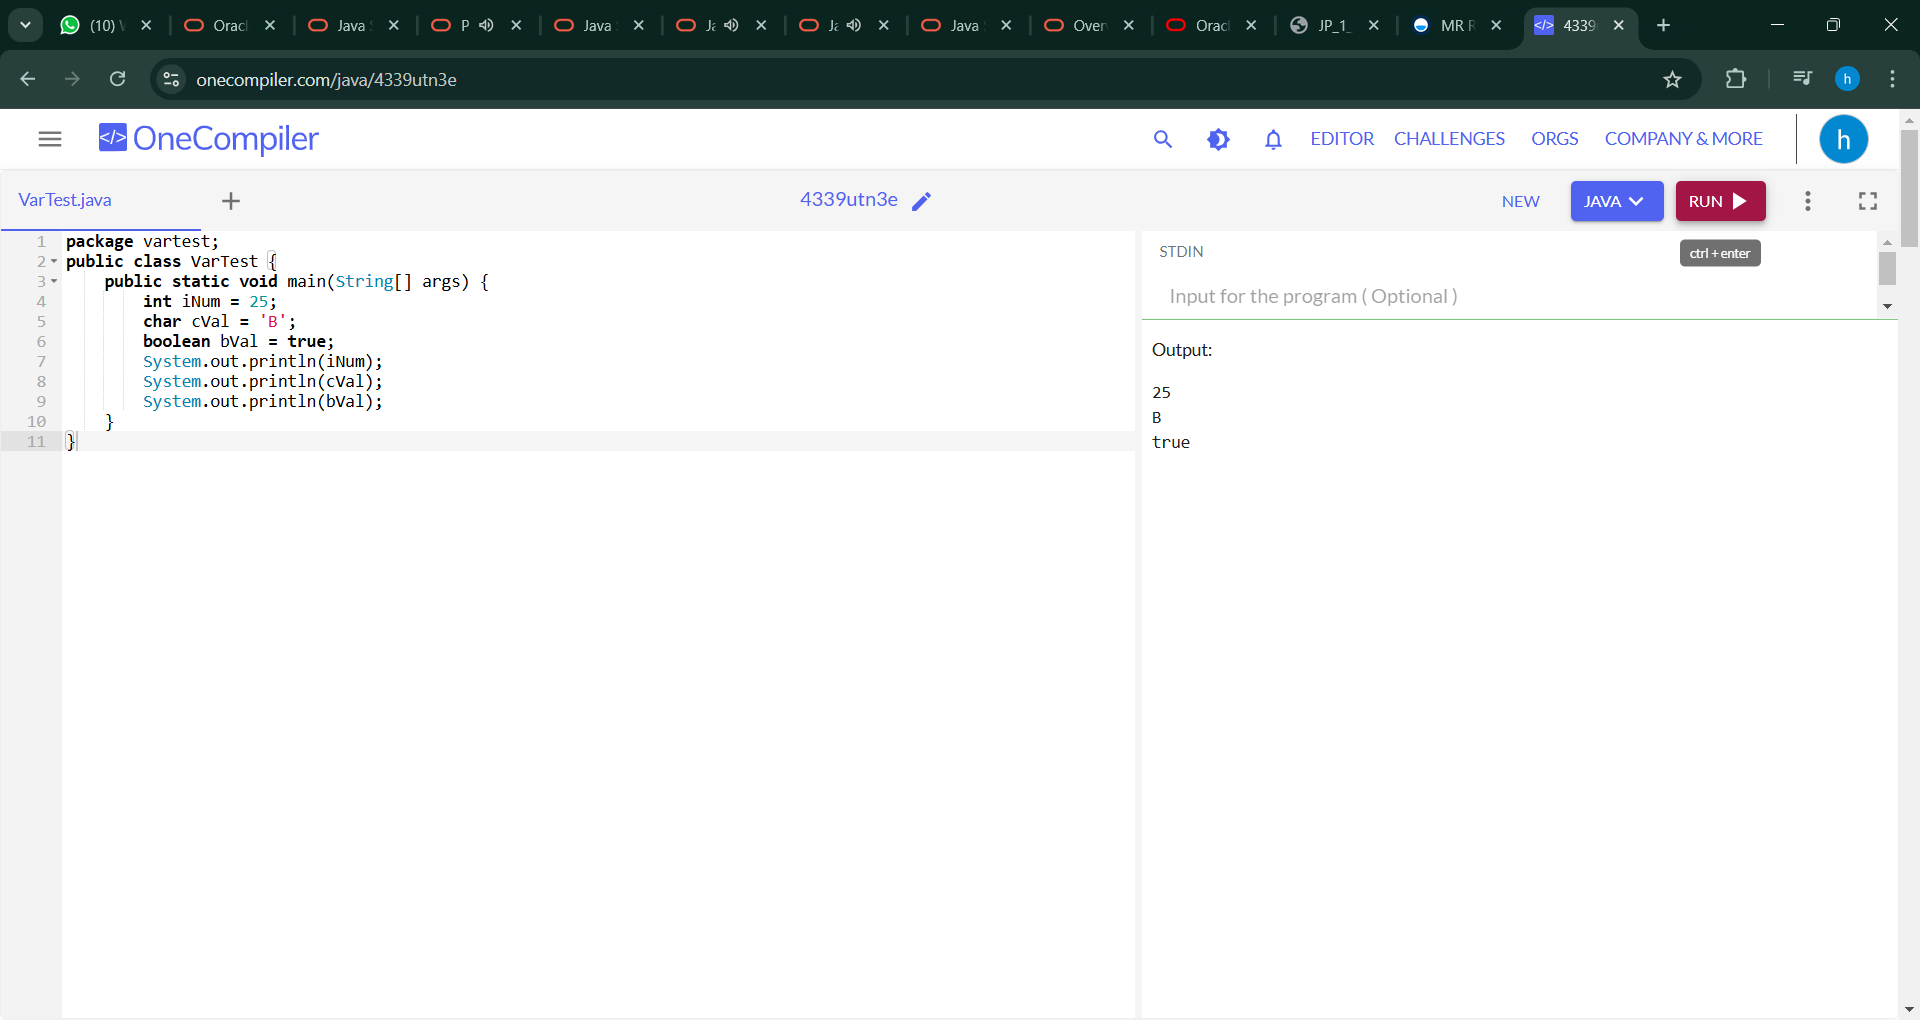 (10)
Orac
Java
P
Java
Ja
Ja
Java
Over
Orac
JP_1_
MR R
4339
onecompiler.com/java/4339utn3e
h
</> OneCompiler
EDITOR
CHALLENGES
ORGS
COMPANY & MORE
h
VarTest.java
+
4339utn3e
NEW
JAVA
RUN
ctrl+enter
1 package vartest;
2 public class VarTest {
3 public static void main(String[] args) {
4 int iNum = 25;
5 char cVal = 'B';
6 boolean bVal = true;
7 System.out.println(iNum);
8 System.out.println(cVal);
9 System.out.println(bVal);
10 }
11 }
STDIN
Input for the program ( Optional )
Output:
25
B
true